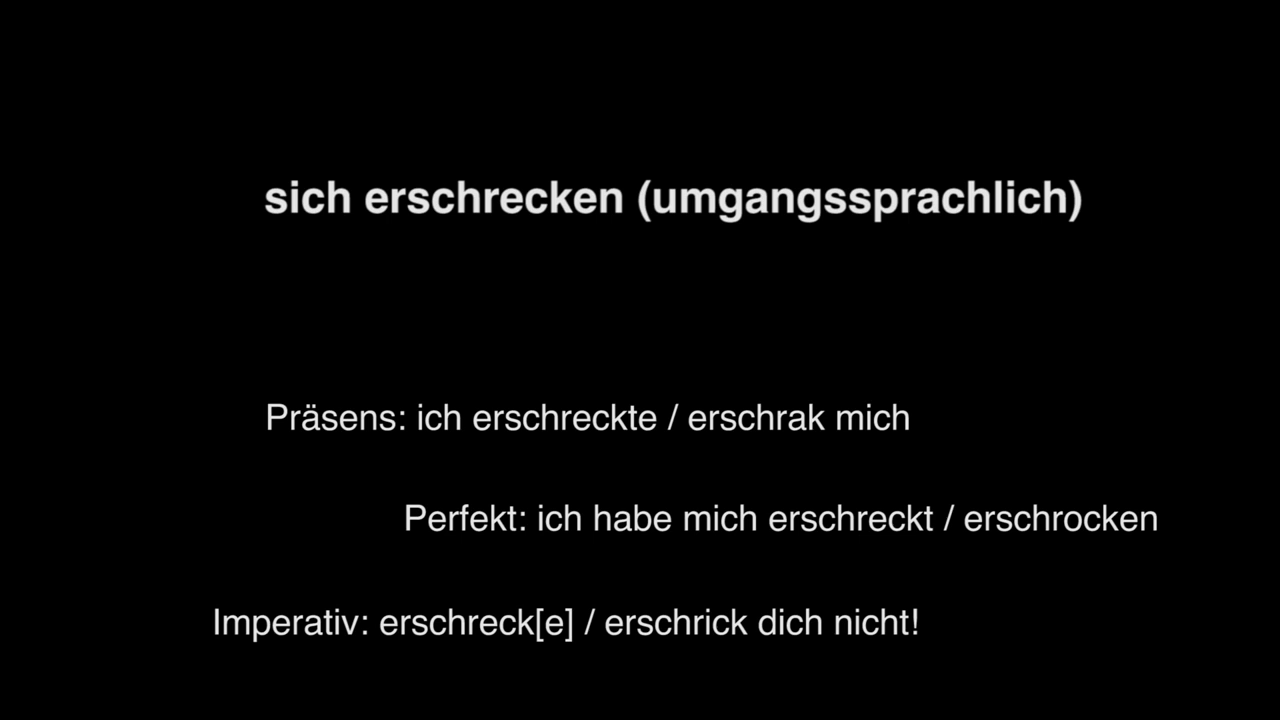 sich erschrecken (umgangssprachlich)
Präsens: ich erschreckte / erschrak mich
Perfekt: ich habe mich erschreckt / erschrocken
Imperativ: erschreck[e] / erschrick dich nicht!